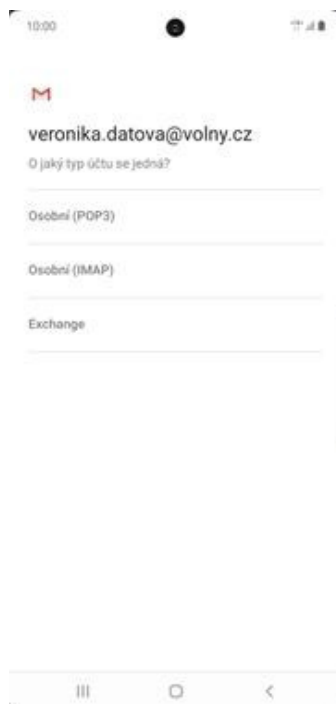 10:00
veronika.datova@volny.cz
O jaký typ účtu se jedná?
Osobní (POP3)
Osobní (IMAP)
Exchange